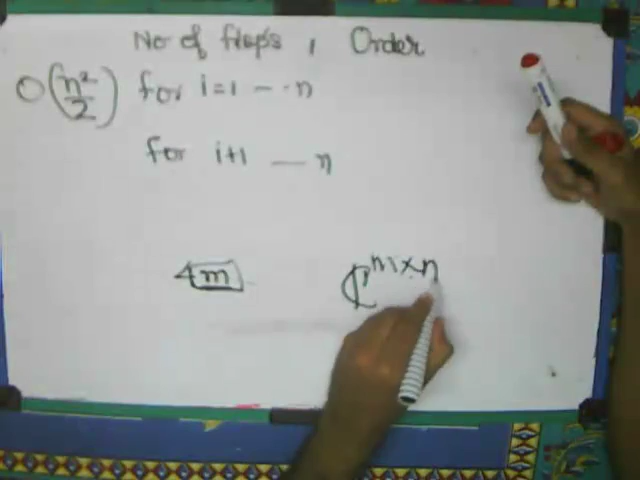 No of flops, Order
O(n²/2) for i=1 -- n
for i+1 — n
4m ℂ^{m×n}